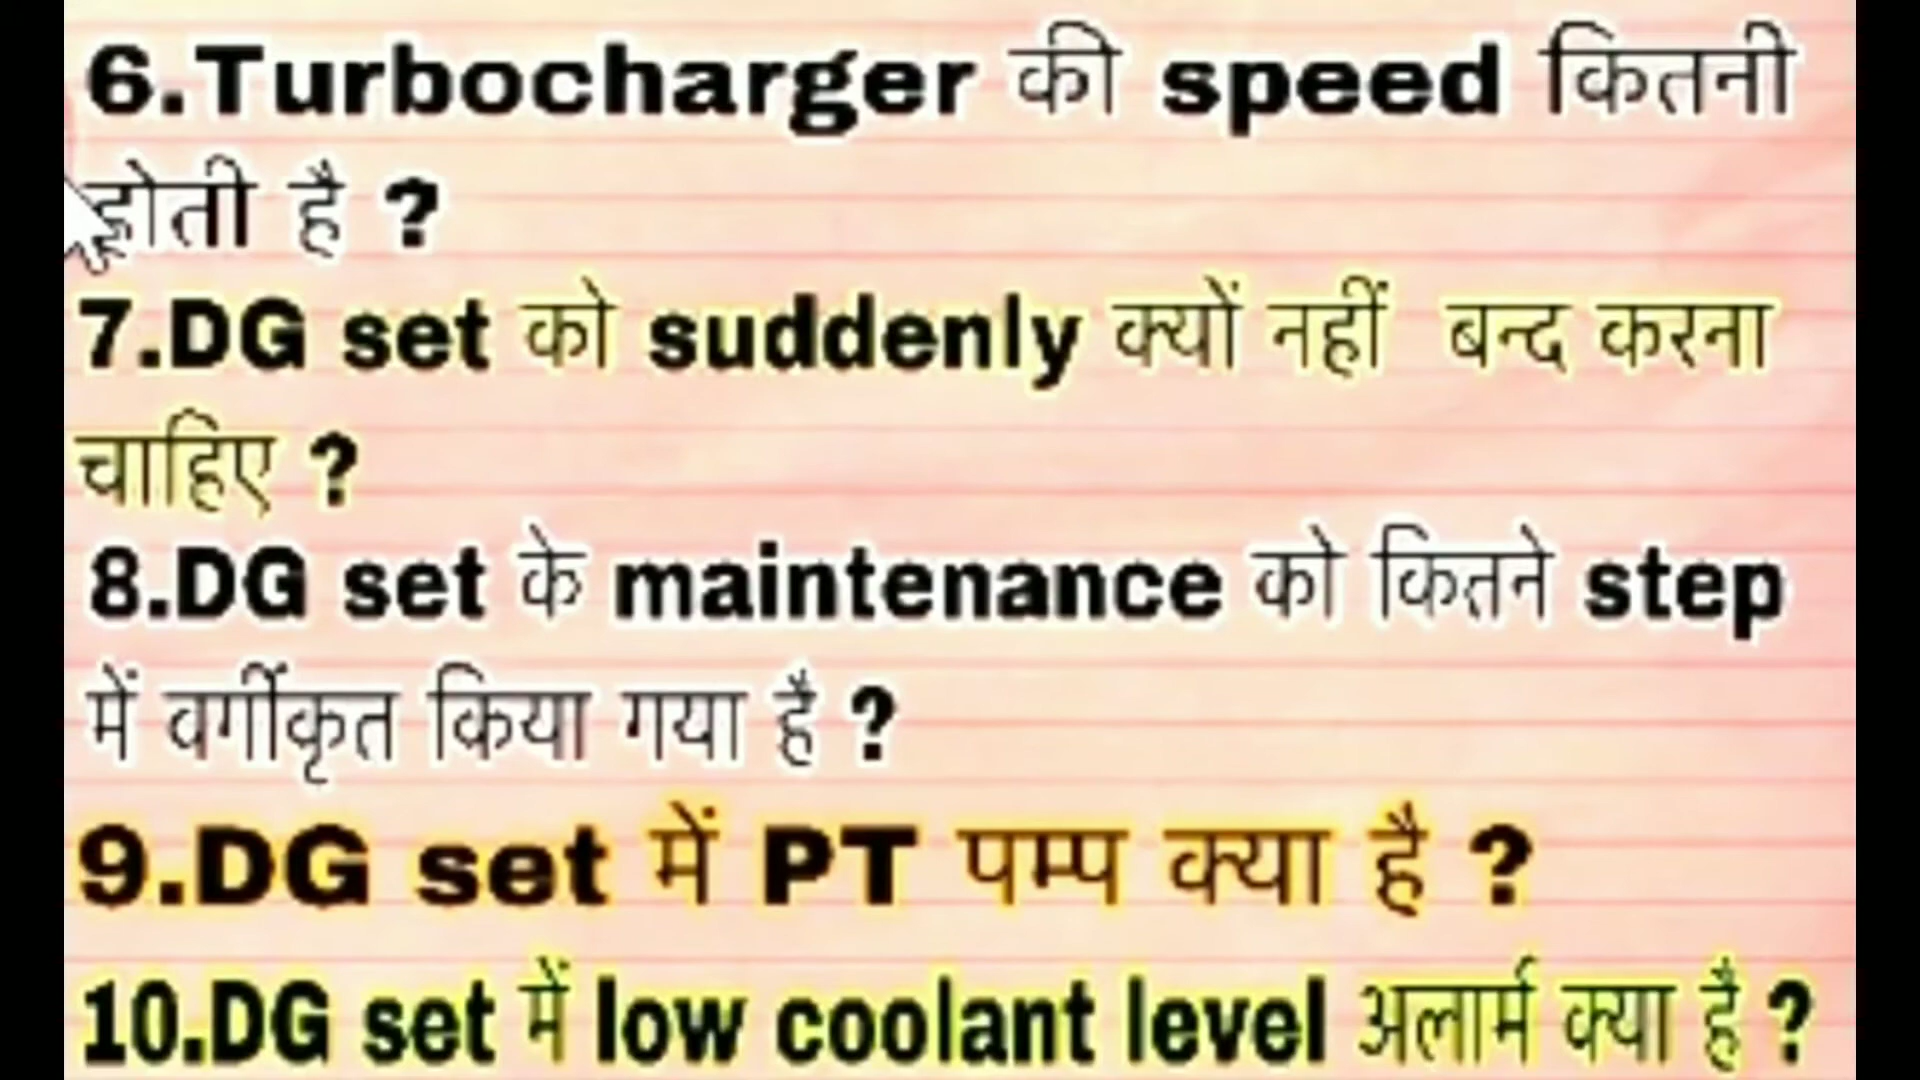 6.Turbocharger की speed कितनी
होती है ?
7.DG set को suddenly क्यों नहीं बन्द करना
चाहिए ?
8.DG set के maintenance को कितने step
में वर्गीकृत किया गया है ?
9.DG set में PT पम्प क्या है ?
10.DG set में low coolant level अलार्म क्या है ?